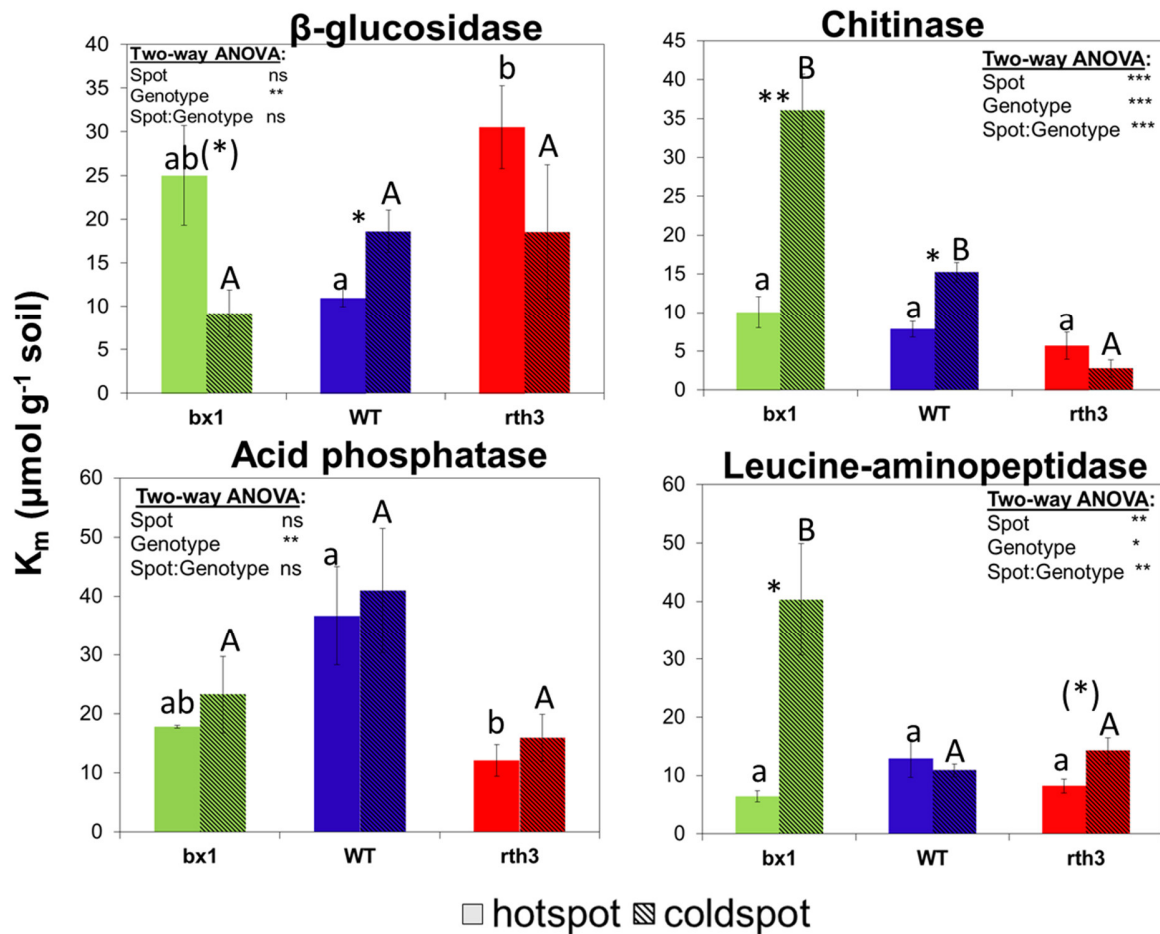 β-glucosidase
Two-way ANOVA:
Spot ns
Genotype **
Spot:Genotype ns
40
35
30
25
20
15
10
5
0
ab(*)
A
*
a
A
b
A
bx1 WT rth3
Chitinase
Two-way ANOVA:
Spot ***
Genotype ***
Spot:Genotype ***
45
40
35
30
25
20
15
10
5
0
a
**
B
a
*
B
a
A
bx1 WT rth3
Km (μmol g-1 soil)
Acid phosphatase
Two-way ANOVA:
Spot ns
Genotype **
Spot:Genotype ns
60
50
40
30
20
10
0
ab
A
a
A
b
A
bx1 WT rth3
Leucine-aminopeptidase
Two-way ANOVA:
Spot **
Genotype *
Spot:Genotype **
60
50
40
30
20
10
0
a
*
B
a
A
a
(*)
A
bx1 WT rth3
hotspot coldspot